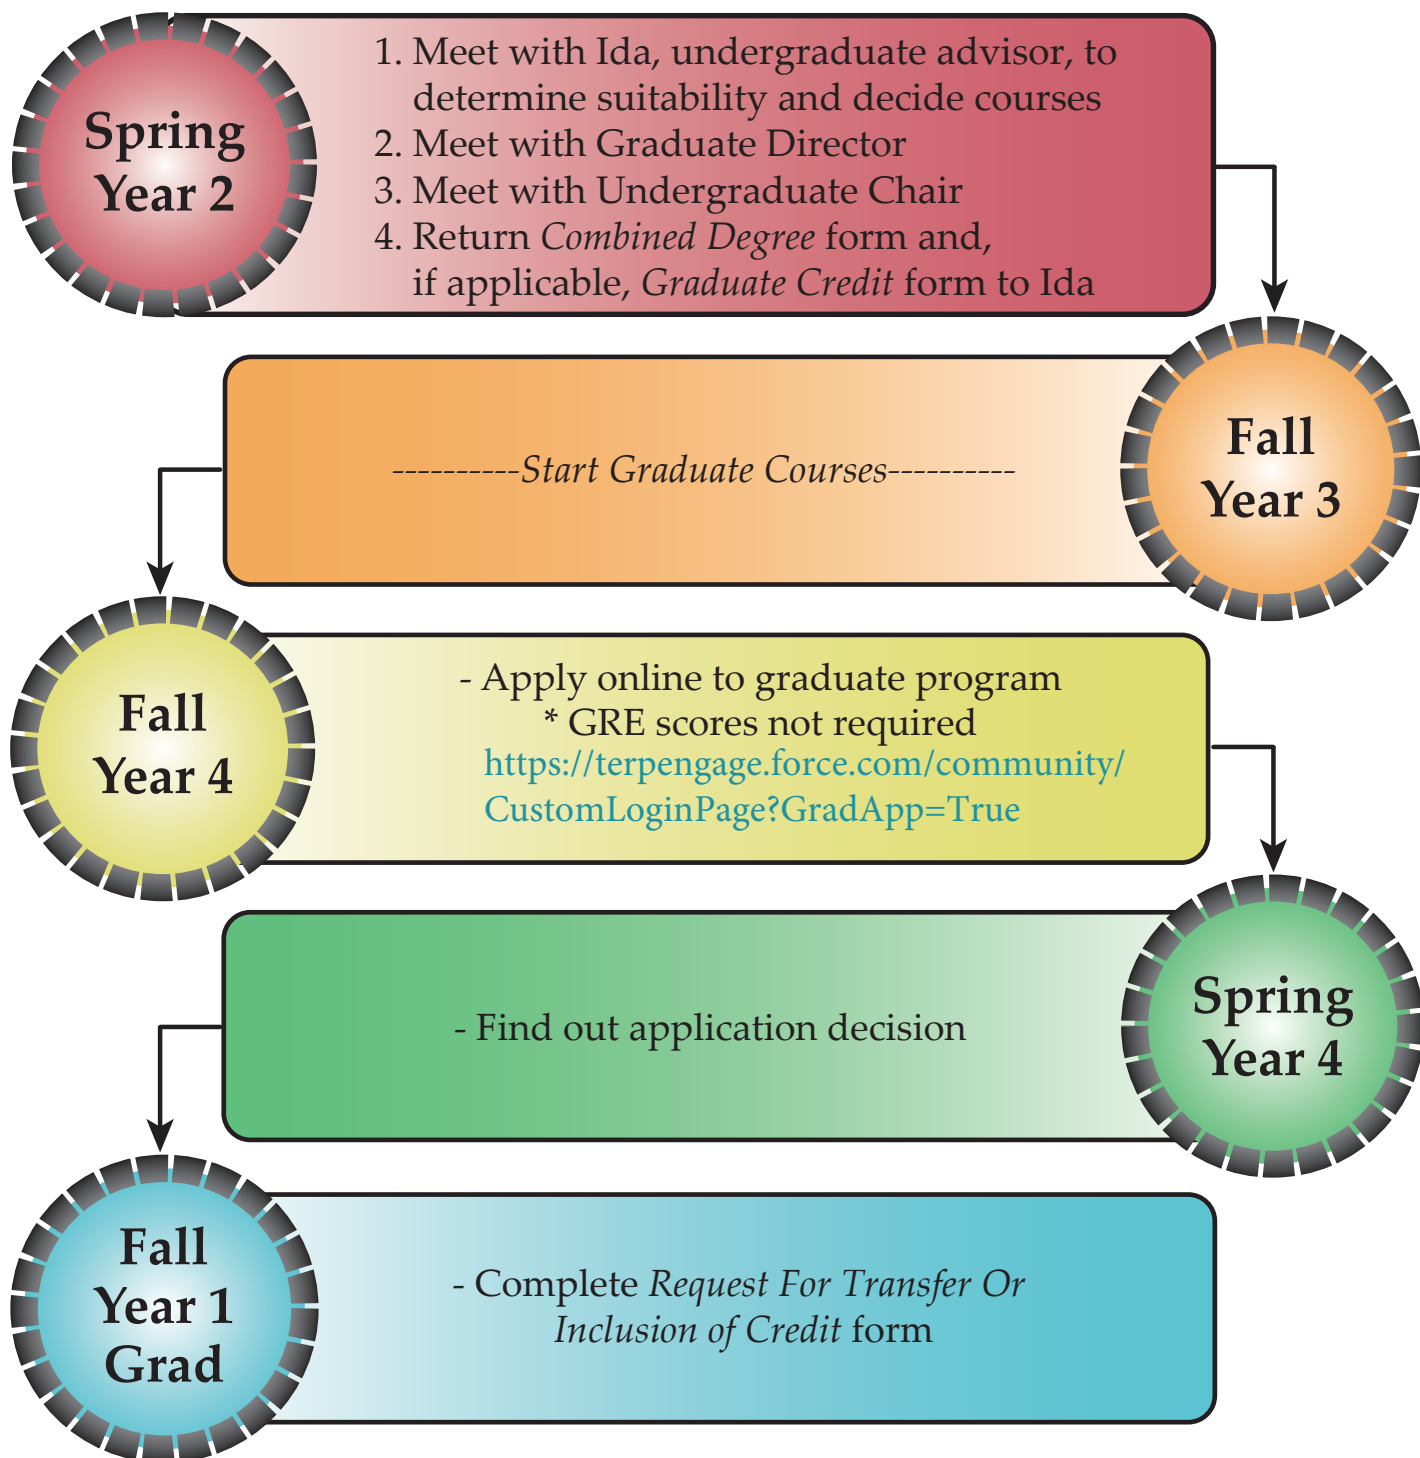 Spring
Year 2
1. Meet with Ida, undergraduate advisor, to
determine suitability and decide courses
2. Meet with Graduate Director
3. Meet with Undergraduate Chair
4. Return Combined Degree form and,
if applicable, Graduate Credit form to Ida
Fall
Year 3
----------Start Graduate Courses----------
Fall
Year 4
- Apply online to graduate program
* GRE scores not required
https://terpengage.force.com/community/
CustomLoginPage?GradApp=True
Spring
Year 4
- Find out application decision
Fall
Year 1
Grad
- Complete Request For Transfer Or
Inclusion of Credit form